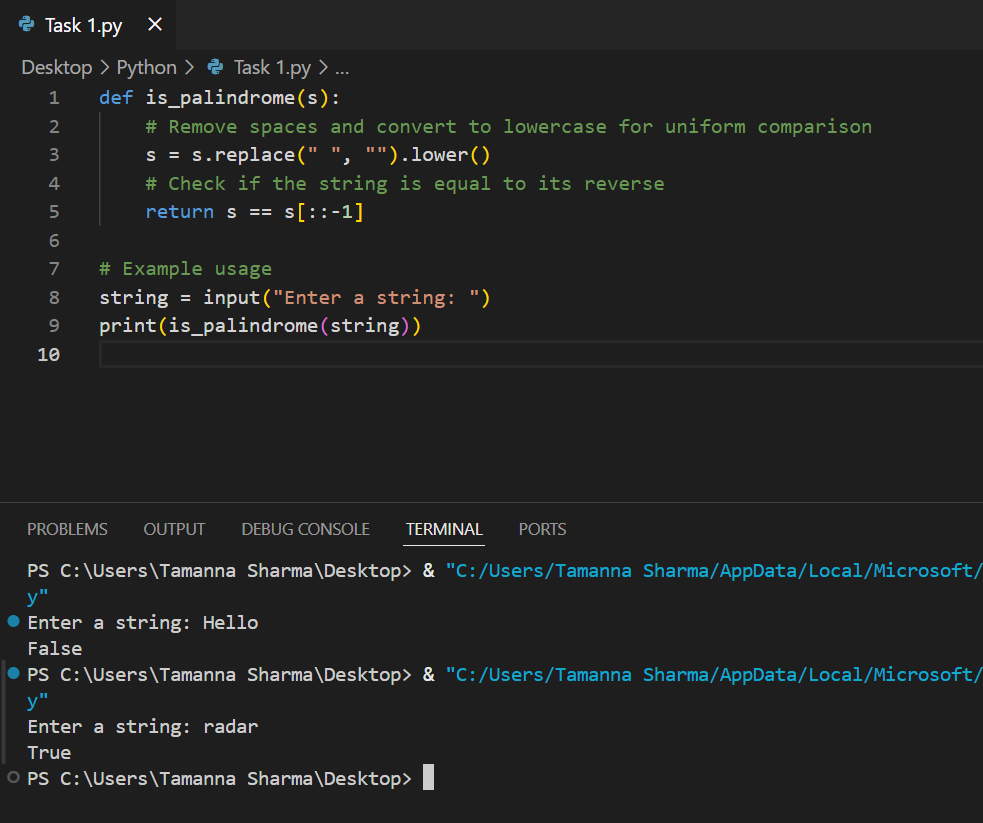 Task 1.py
Desktop > Python > Task 1.py > ...
1 def is_palindrome(s):
2     # Remove spaces and convert to lowercase for uniform comparison
3     s = s.replace(" ", "").lower()
4     # Check if the string is equal to its reverse
5     return s == s[::-1]
6
7 # Example usage
8 string = input("Enter a string: ")
9 print(is_palindrome(string))
10
PROBLEMS OUTPUT DEBUG CONSOLE TERMINAL PORTS
PS C:\Users\Tamanna Sharma\Desktop> & "C:/Users/Tamanna Sharma/AppData/Local/Microsoft/
y"
Enter a string: Hello
False
PS C:\Users\Tamanna Sharma\Desktop> & "C:/Users/Tamanna Sharma/AppData/Local/Microsoft/
y"
Enter a string: radar
True
PS C:\Users\Tamanna Sharma\Desktop>